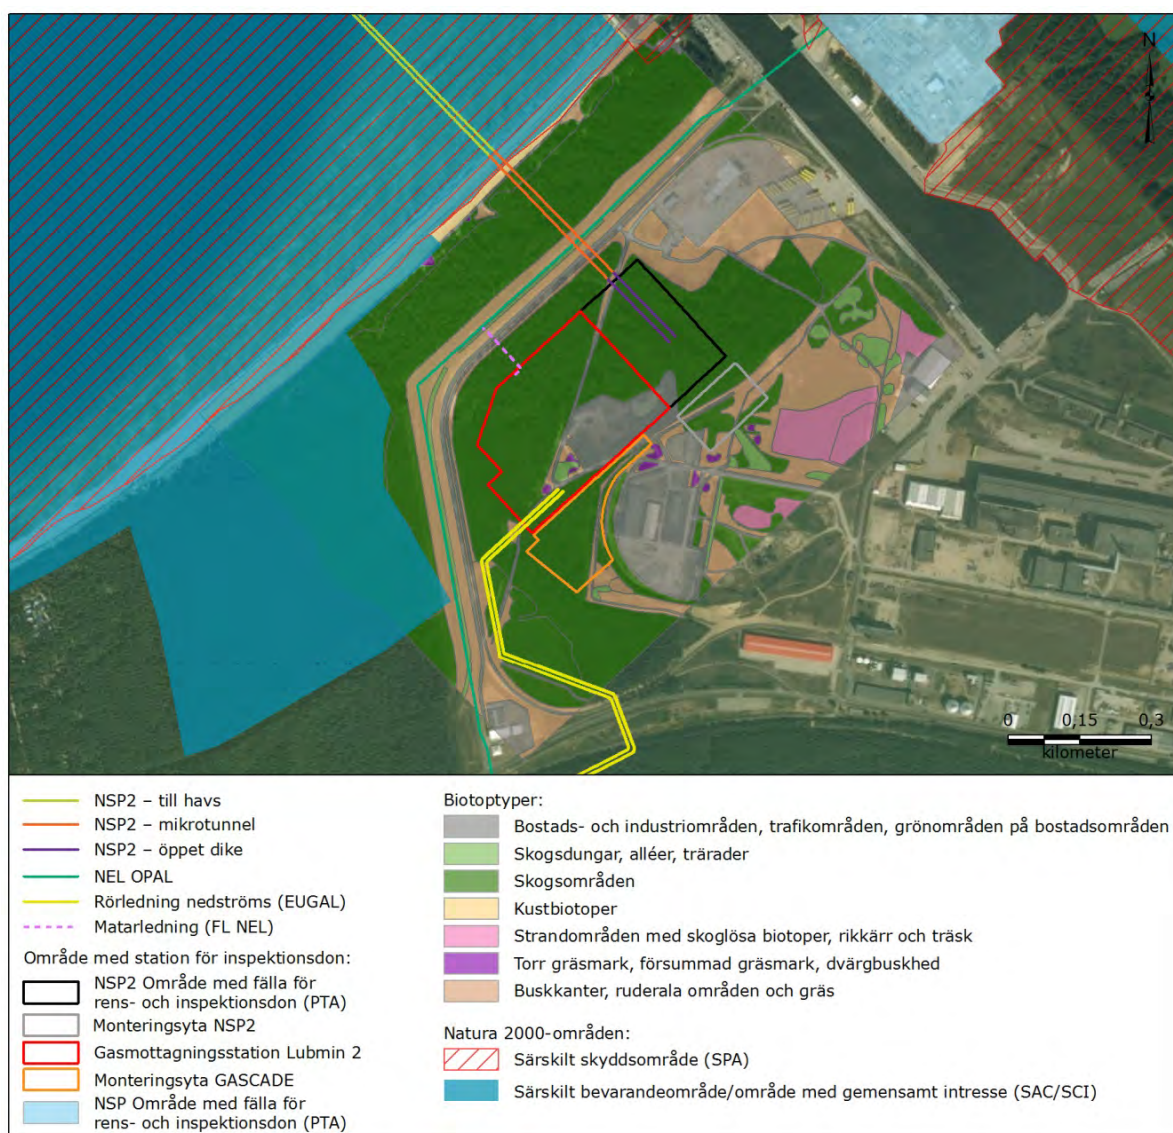 N
0 0,15 0,3
kilometer
NSP2 – till havs
NSP2 – mikrotunnel
NSP2 – öppet dike
NEL OPAL
Rörledning nedströms (EUGAL)
Matarledning (FL NEL)
Område med station för inspektionsdon:
NSP2 Område med fälla för
rens- och inspektionsdon (PTA)
Monteringsyta NSP2
Gasmottagningsstation Lubmin 2
Monteringsyta GASCADE
NSP Område med fälla för
rens- och inspektionsdon (PTA)
Biotoptyper:
Bostads- och industriområden, trafikområden, grönområden på bostadsområden
Skogsdungar, alléer, trärader
Skogsområden
Kustbiotoper
Strandområden med skoglösa biotoper, rikkärr och träsk
Torr gräsmark, försummad gräsmark, dvärgbuskhed
Buskkanter, ruderala områden och gräs
Natura 2000-områden:
Särskilt skyddsområde (SPA)
Särskilt bevarandeområde/område med gemensamt intresse (SAC/SCI)